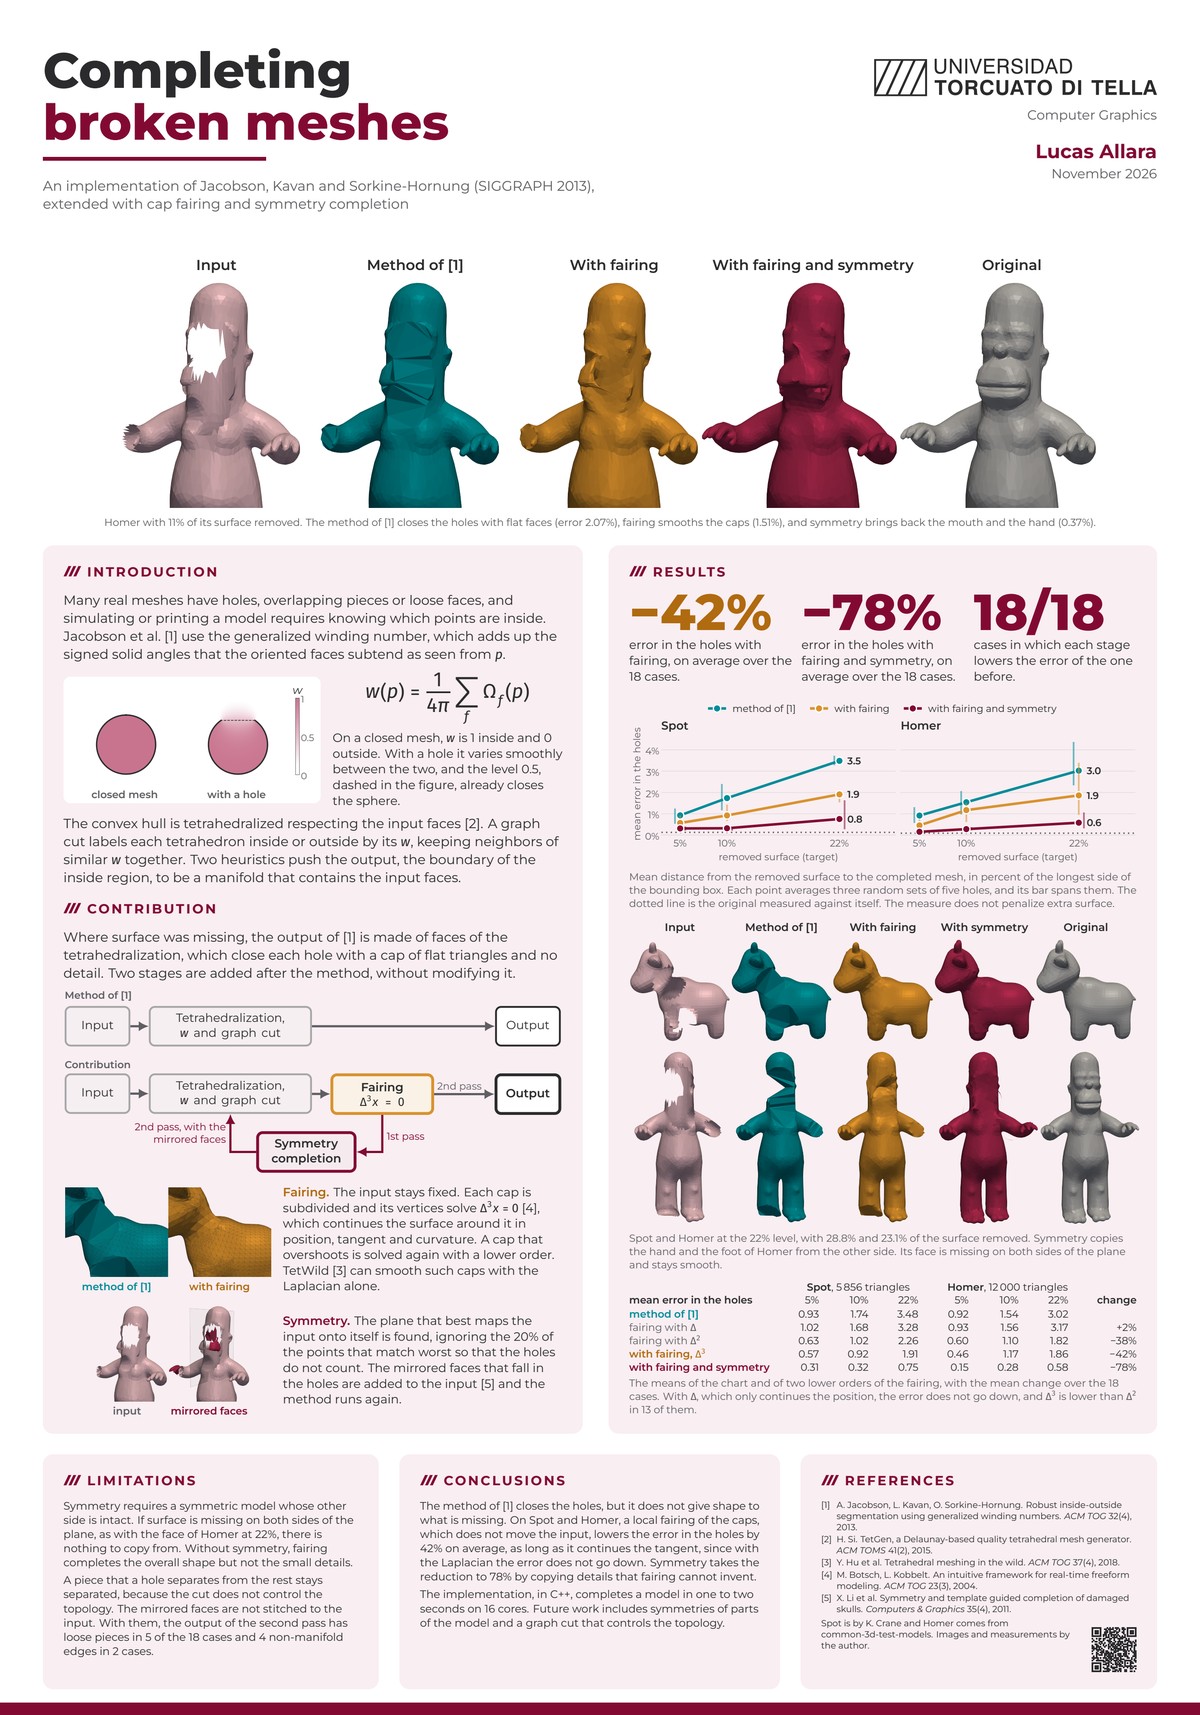 Completing
broken meshes
An implementation of Jacobson, Kavan and Sorkine-Hornung (SIGGRAPH 2013),
extended with cap fairing and symmetry completion
UNIVERSIDAD
TORCUATO DI TELLA
Computer Graphics
Lucas Allara
November 2026
Input
Method of [1]
With fairing
With fairing and symmetry
Original
Homer with 11% of its surface removed. The method of [1] closes the holes with flat faces (error 2.07%), fairing smooths the caps (1.51%), and symmetry brings back the mouth and the hand (0.37%).
INTRODUCTION
Many real meshes have holes, overlapping pieces or loose faces, and
simulating or printing a model requires knowing which points are inside.
Jacobson et al. [1] use the generalized winding number, which adds up the
signed solid angles that the oriented faces subtend as seen from p.
w
1
0.5
0
closed mesh
with a hole
w(p) = 1/4π ∑_f Ω_f(p)
On a closed mesh, w is 1 inside and 0
outside. With a hole it varies smoothly
between the two, and the level 0.5,
dashed in the figure, already closes
the sphere.
The convex hull is tetrahedralized respecting the input faces [2]. A graph
cut labels each tetrahedron inside or outside by its w, keeping neighbors of
similar w together. Two heuristics push the output, the boundary of the
inside region, to be a manifold that contains the input faces.
CONTRIBUTION
Where surface was missing, the output of [1] is made of faces of the
tetrahedralization, which close each hole with a cap of flat triangles and no
detail. Two stages are added after the method, without modifying it.
Method of [1]
Input
Tetrahedralization,
w and graph cut
Output
Contribution
Input
Tetrahedralization,
w and graph cut
Fairing
Δ³x = 0
2nd pass
Output
2nd pass, with the
mirrored faces
1st pass
Symmetry
completion
method of [1]
with fairing
Fairing. The input stays fixed. Each cap is
subdivided and its vertices solve Δ³x = 0 [4],
which continues the surface around it in
position, tangent and curvature. A cap that
overshoots is solved again with a lower order.
TetWild [3] can smooth such caps with the
Laplacian alone.
input
mirrored faces
Symmetry. The plane that best maps the
input onto itself is found, ignoring the 20% of
the points that match worst so that the holes
do not count. The mirrored faces that fall in
the holes are added to the input [5] and the
method runs again.
RESULTS
−42%
error in the holes with
fairing, on average over the
18 cases.
−78%
error in the holes with
fairing and symmetry, on
average over the 18 cases.
18/18
cases in which each stage
lowers the error of the one
before.
method of [1]
with fairing
with fairing and symmetry
Spot
Homer
mean error in the holes
4%
3%
2%
1%
0%
3.5
1.9
0.8
3.0
1.9
0.6
5% 10% 22%
5% 10% 22%
removed surface (target)
removed surface (target)
Mean distance from the removed surface to the completed mesh, in percent of the longest side of
the bounding box. Each point averages three random sets of five holes, and its bar spans them. The
dotted line is the original measured against itself. The measure does not penalize extra surface.
Input
Method of [1]
With fairing
With symmetry
Original
Spot and Homer at the 22% level, with 28.8% and 23.1% of the surface removed. Symmetry copies
the hand and the foot of Homer from the other side. Its face is missing on both sides of the plane
and stays smooth.
Spot, 5 856 triangles Homer, 12 000 triangles
mean error in the holes 5% 10% 22% 5% 10% 22% change
method of [1] 0.93 1.74 3.48 0.92 1.54 3.02
fairing with Δ 1.02 1.68 3.28 0.93 1.56 3.17 +2%
fairing with Δ² 0.63 1.02 2.26 0.60 1.10 1.82 −38%
with fairing, Δ³ 0.57 0.92 1.91 0.46 1.17 1.86 −42%
with fairing and symmetry 0.31 0.32 0.75 0.15 0.28 0.58 −78%
The means of the chart and of two lower orders of the fairing, with the mean change over the 18
cases. With Δ, which only continues the position, the error does not go down, and Δ³ is lower than Δ²
in 13 of them.
LIMITATIONS
Symmetry requires a symmetric model whose other
side is intact. If surface is missing on both sides of the
plane, as with the face of Homer at 22%, there is
nothing to copy from. Without symmetry, fairing
completes the overall shape but not the small details.
A piece that a hole separates from the rest stays
separated, because the cut does not control the
topology. The mirrored faces are not stitched to the
input. With them, the output of the second pass has
loose pieces in 5 of the 18 cases and 4 non-manifold
edges in 2 cases.
CONCLUSIONS
The method of [1] closes the holes, but it does not give shape to
what is missing. On Spot and Homer, a local fairing of the caps,
which does not move the input, lowers the error in the holes by
42% on average, as long as it continues the tangent, since with
the Laplacian the error does not go down. Symmetry takes the
reduction to 78% by copying details that fairing cannot invent.
The implementation, in C++, completes a model in one to two
seconds on 16 cores. Future work includes symmetries of parts
of the model and a graph cut that controls the topology.
REFERENCES
[1] A. Jacobson, L. Kavan, O. Sorkine-Hornung. Robust inside-outside
segmentation using generalized winding numbers. ACM TOG 32(4),
2013.
[2] H. Si. TetGen, a Delaunay-based quality tetrahedral mesh generator.
ACM TOMS 41(2), 2015.
[3] Y. Hu et al. Tetrahedral meshing in the wild. ACM TOG 37(4), 2018.
[4] M. Botsch, L. Kobbelt. An intuitive framework for real-time freeform
modeling. ACM TOG 23(3), 2004.
[5] X. Li et al. Symmetry and template guided completion of damaged
skulls. Computers & Graphics 35(4), 2011.
Spot is by K. Crane and Homer comes from
common-3d-test-models. Images and measurements by
the author.